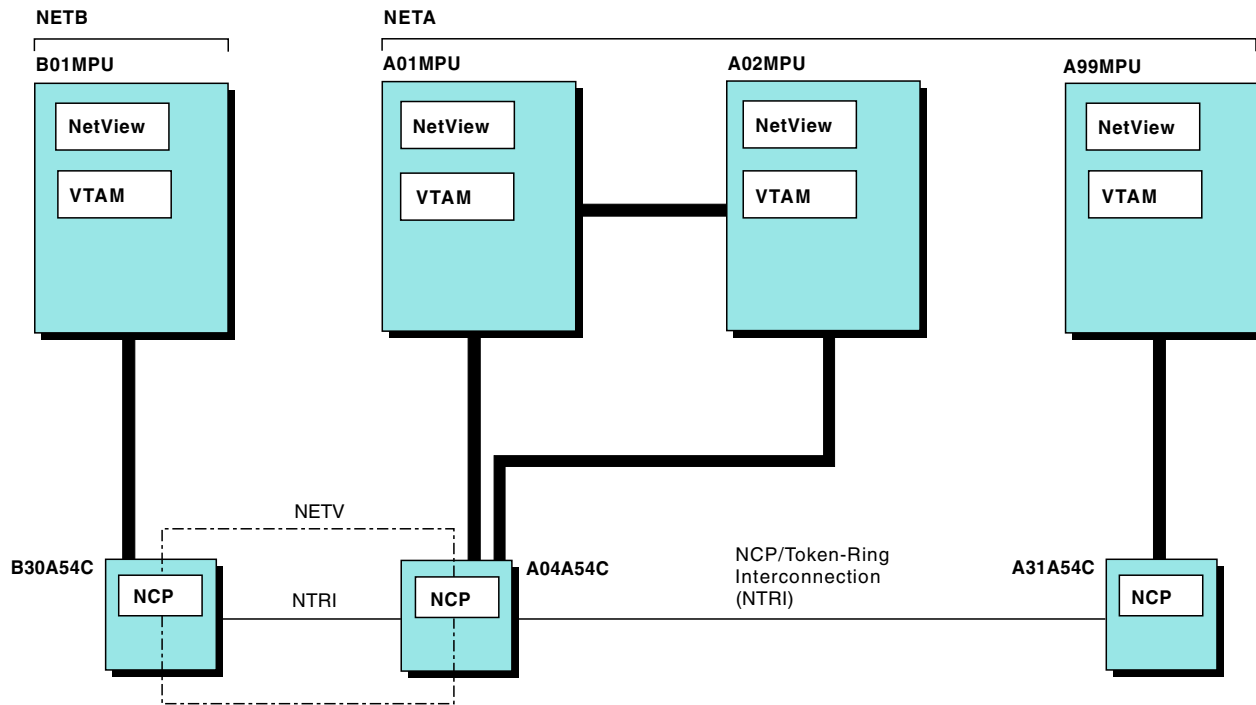 NETB
NETA
B01MPU
A01MPU
A02MPU
A99MPU
NetView
NetView
NetView
NetView
VTAM
VTAM
VTAM
VTAM
NETV
B30A54C
NCP
NTRI
NCP
A04A54C
NCP/Token-Ring
Interconnection
(NTRI)
A31A54C
NCP